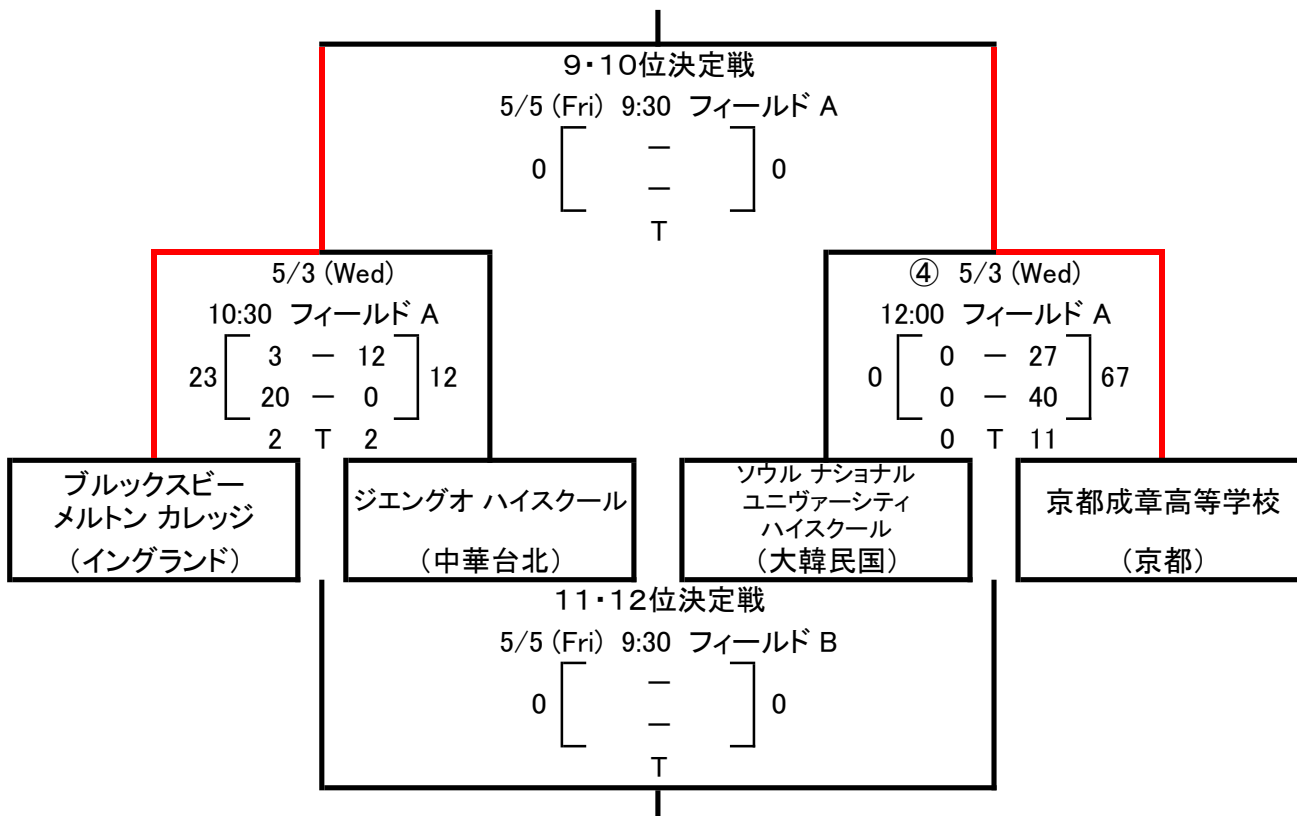 9・10位決定戦
5/5 (Fri) 9:30 フィールド A
0 － 0
－
T
5/3 (Wed)
10:30 フィールド A
23 3 － 12 12
20 － 0
2 T 2
④ 5/3 (Wed)
12:00 フィールド A
0 0 － 27 67
0 － 40
0 T 11
ブルックスビー
メルトン カレッジ
（イングランド）
ジエングオ ハイスクール
（中華台北）
ソウル ナショナル
ユニヴァーシティ
ハイスクール
（大韓民国）
京都成章高等学校
（京都）
11・12位決定戦
5/5 (Fri) 9:30 フィールド B
0 － 0
－
T